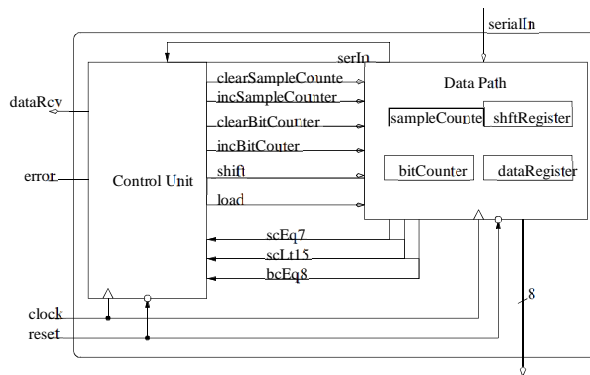 serialIn
serIn
clearSampleCounte
incSampleCounter
clearBitCounter
incBitCouter
shift
load
scEq7
scLt15
bcEq8
dataRcv
error
Control Unit
Data Path
sampleCounte
shftRegister
bitCounter
dataRegister
clock
reset
8